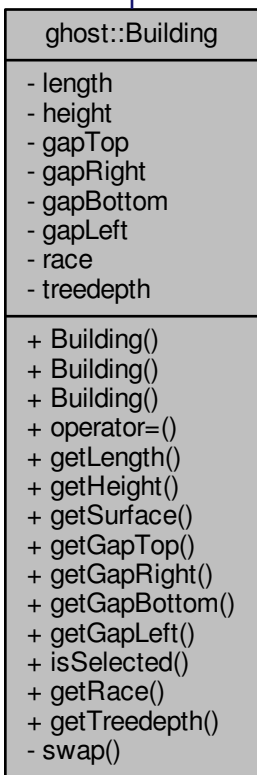 ghost::Building
- length
- height
- gapTop
- gapRight
- gapBottom
- gapLeft
- race
- treedepth
+ Building()
+ Building()
+ Building()
+ operator=()
+ getLength()
+ getHeight()
+ getSurface()
+ getGapTop()
+ getGapRight()
+ getGapBottom()
+ getGapLeft()
+ isSelected()
+ getRace()
+ getTreedepth()
- swap()